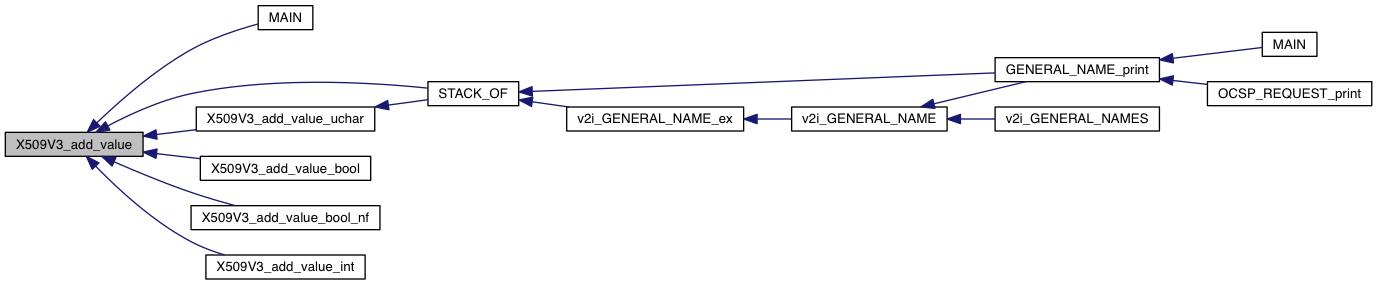 MAIN
MAIN
GENERAL_NAME_print
STACK_OF
OCSP_REQUEST_print
X509V3_add_value_uchar
v2i_GENERAL_NAME_ex
v2i_GENERAL_NAME
v2i_GENERAL_NAMES
X509V3_add_value
X509V3_add_value_bool
X509V3_add_value_bool_nf
X509V3_add_value_int